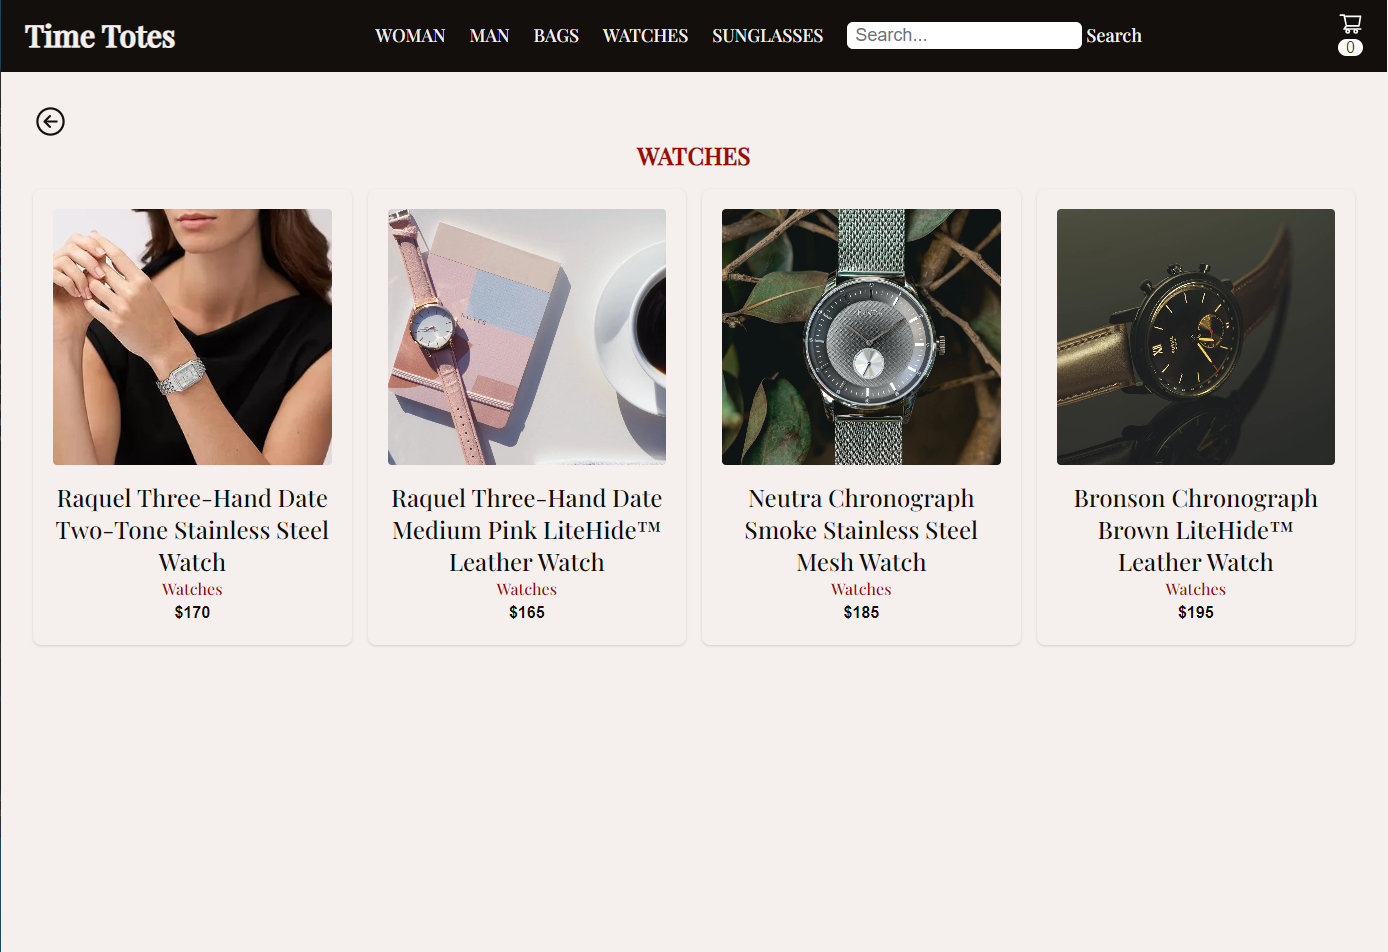 Time Totes
WOMAN MAN BAGS WATCHES SUNGLASSES Search... Search
0
WATCHES
Raquel Three-Hand Date
Two-Tone Stainless Steel
Watch
Watches
$170
Raquel Three-Hand Date
Medium Pink LiteHide™
Leather Watch
Watches
$165
Neutra Chronograph
Smoke Stainless Steel
Mesh Watch
Watches
$185
Bronson Chronograph
Brown LiteHide™
Leather Watch
Watches
$195